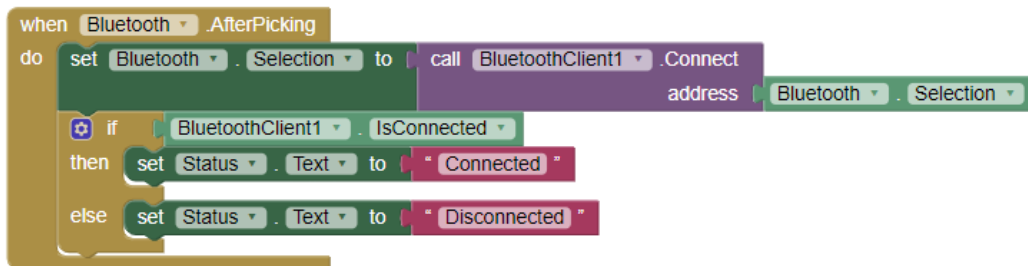 when Bluetooth .AfterPicking
do set Bluetooth . Selection to call BluetoothClient1 .Connect
address Bluetooth . Selection
if BluetoothClient1 . IsConnected
then set Status . Text to " Connected "
else set Status . Text to " Disconnected "